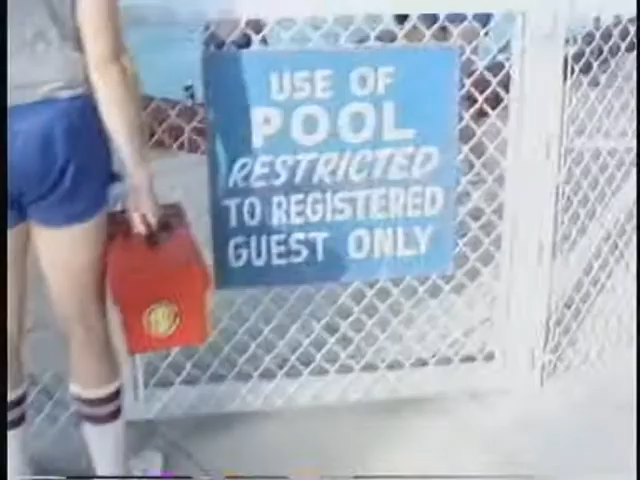 USE OF
POOL
RESTRICTED
TO REGISTERED
GUEST ONLY